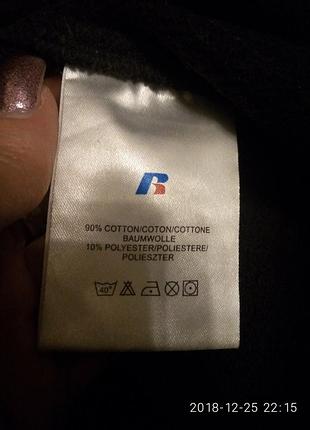 R
90% COTTON/COTON/COTTONE
BAUMWOLLE
10% POLYESTER/POLIESTERE/
POLIESZTER
40°
2018-12-25 22:15